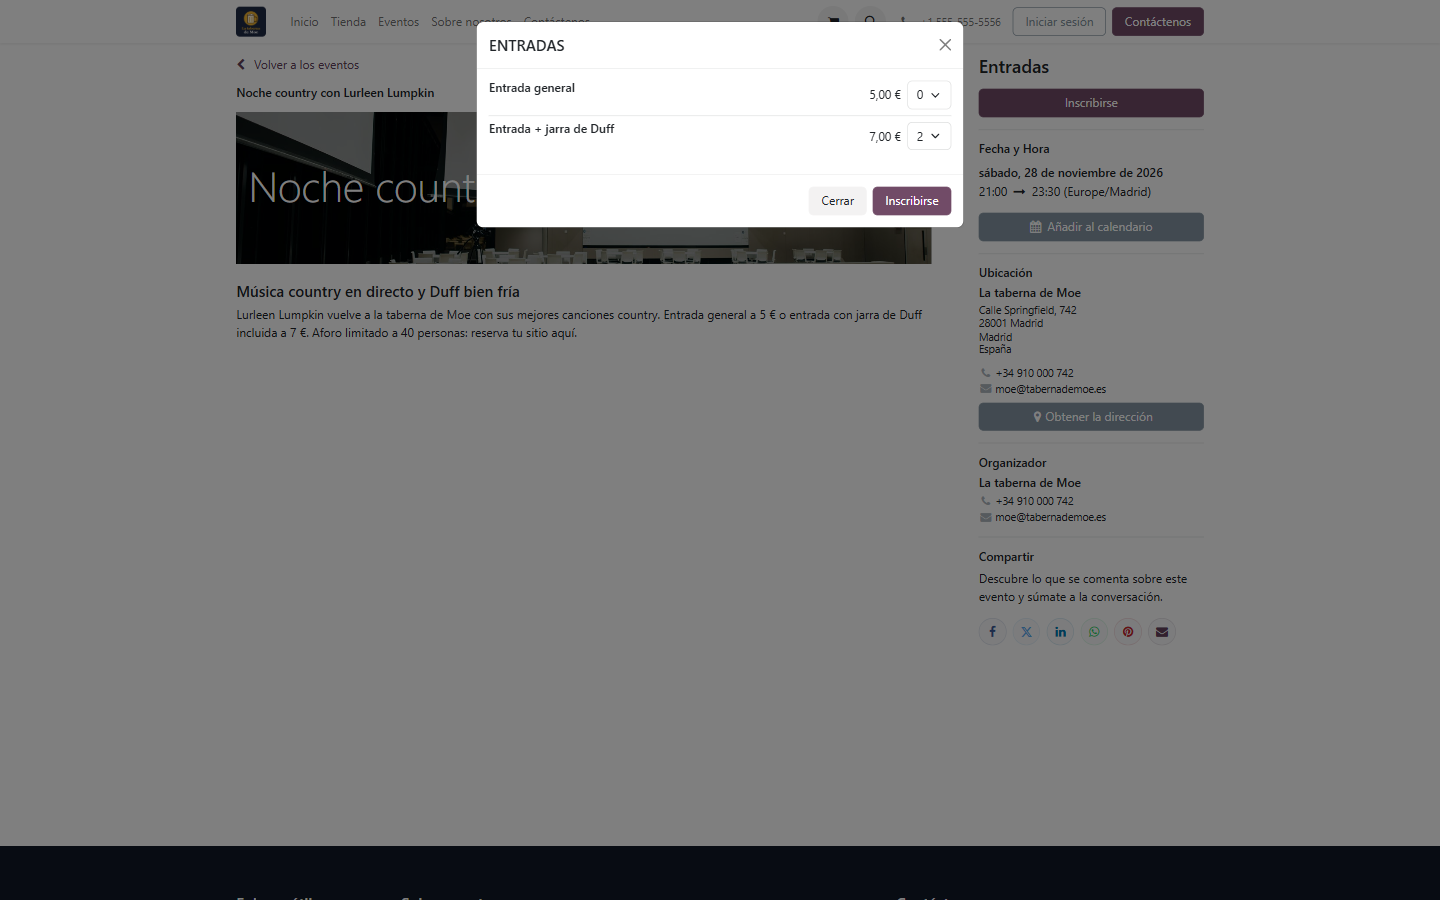 Inicio
Tienda
Eventos
Sobre nosotros
Contáctenos
+1 555-555-5556
Iniciar sesión
Contáctenos
ENTRADAS
Entrada general
5,00 €
0
Entrada + jarra de Duff
7,00 €
2
Cerrar
Inscribirse
Volver a los eventos
Noche country con Lurleen Lumpkin
Noche count
Música country en directo y Duff bien fría
Lurleen Lumpkin vuelve a la taberna de Moe con sus mejores canciones country. Entrada general a 5 € o entrada con jarra de Duff
incluida a 7 €. Aforo limitado a 40 personas: reserva tu sitio aquí.
Entradas
Inscribirse
Fecha y Hora
sábado, 28 de noviembre de 2026
21:00 → 23:30 (Europe/Madrid)
Añadir al calendario
Ubicación
La taberna de Moe
Calle Springfield, 742
28001 Madrid
Madrid
España
+34 910 000 742
moe@tabernademoe.es
Obtener la dirección
Organizador
La taberna de Moe
+34 910 000 742
moe@tabernademoe.es
Compartir
Descubre lo que se comenta sobre este
evento y súmate a la conversación.